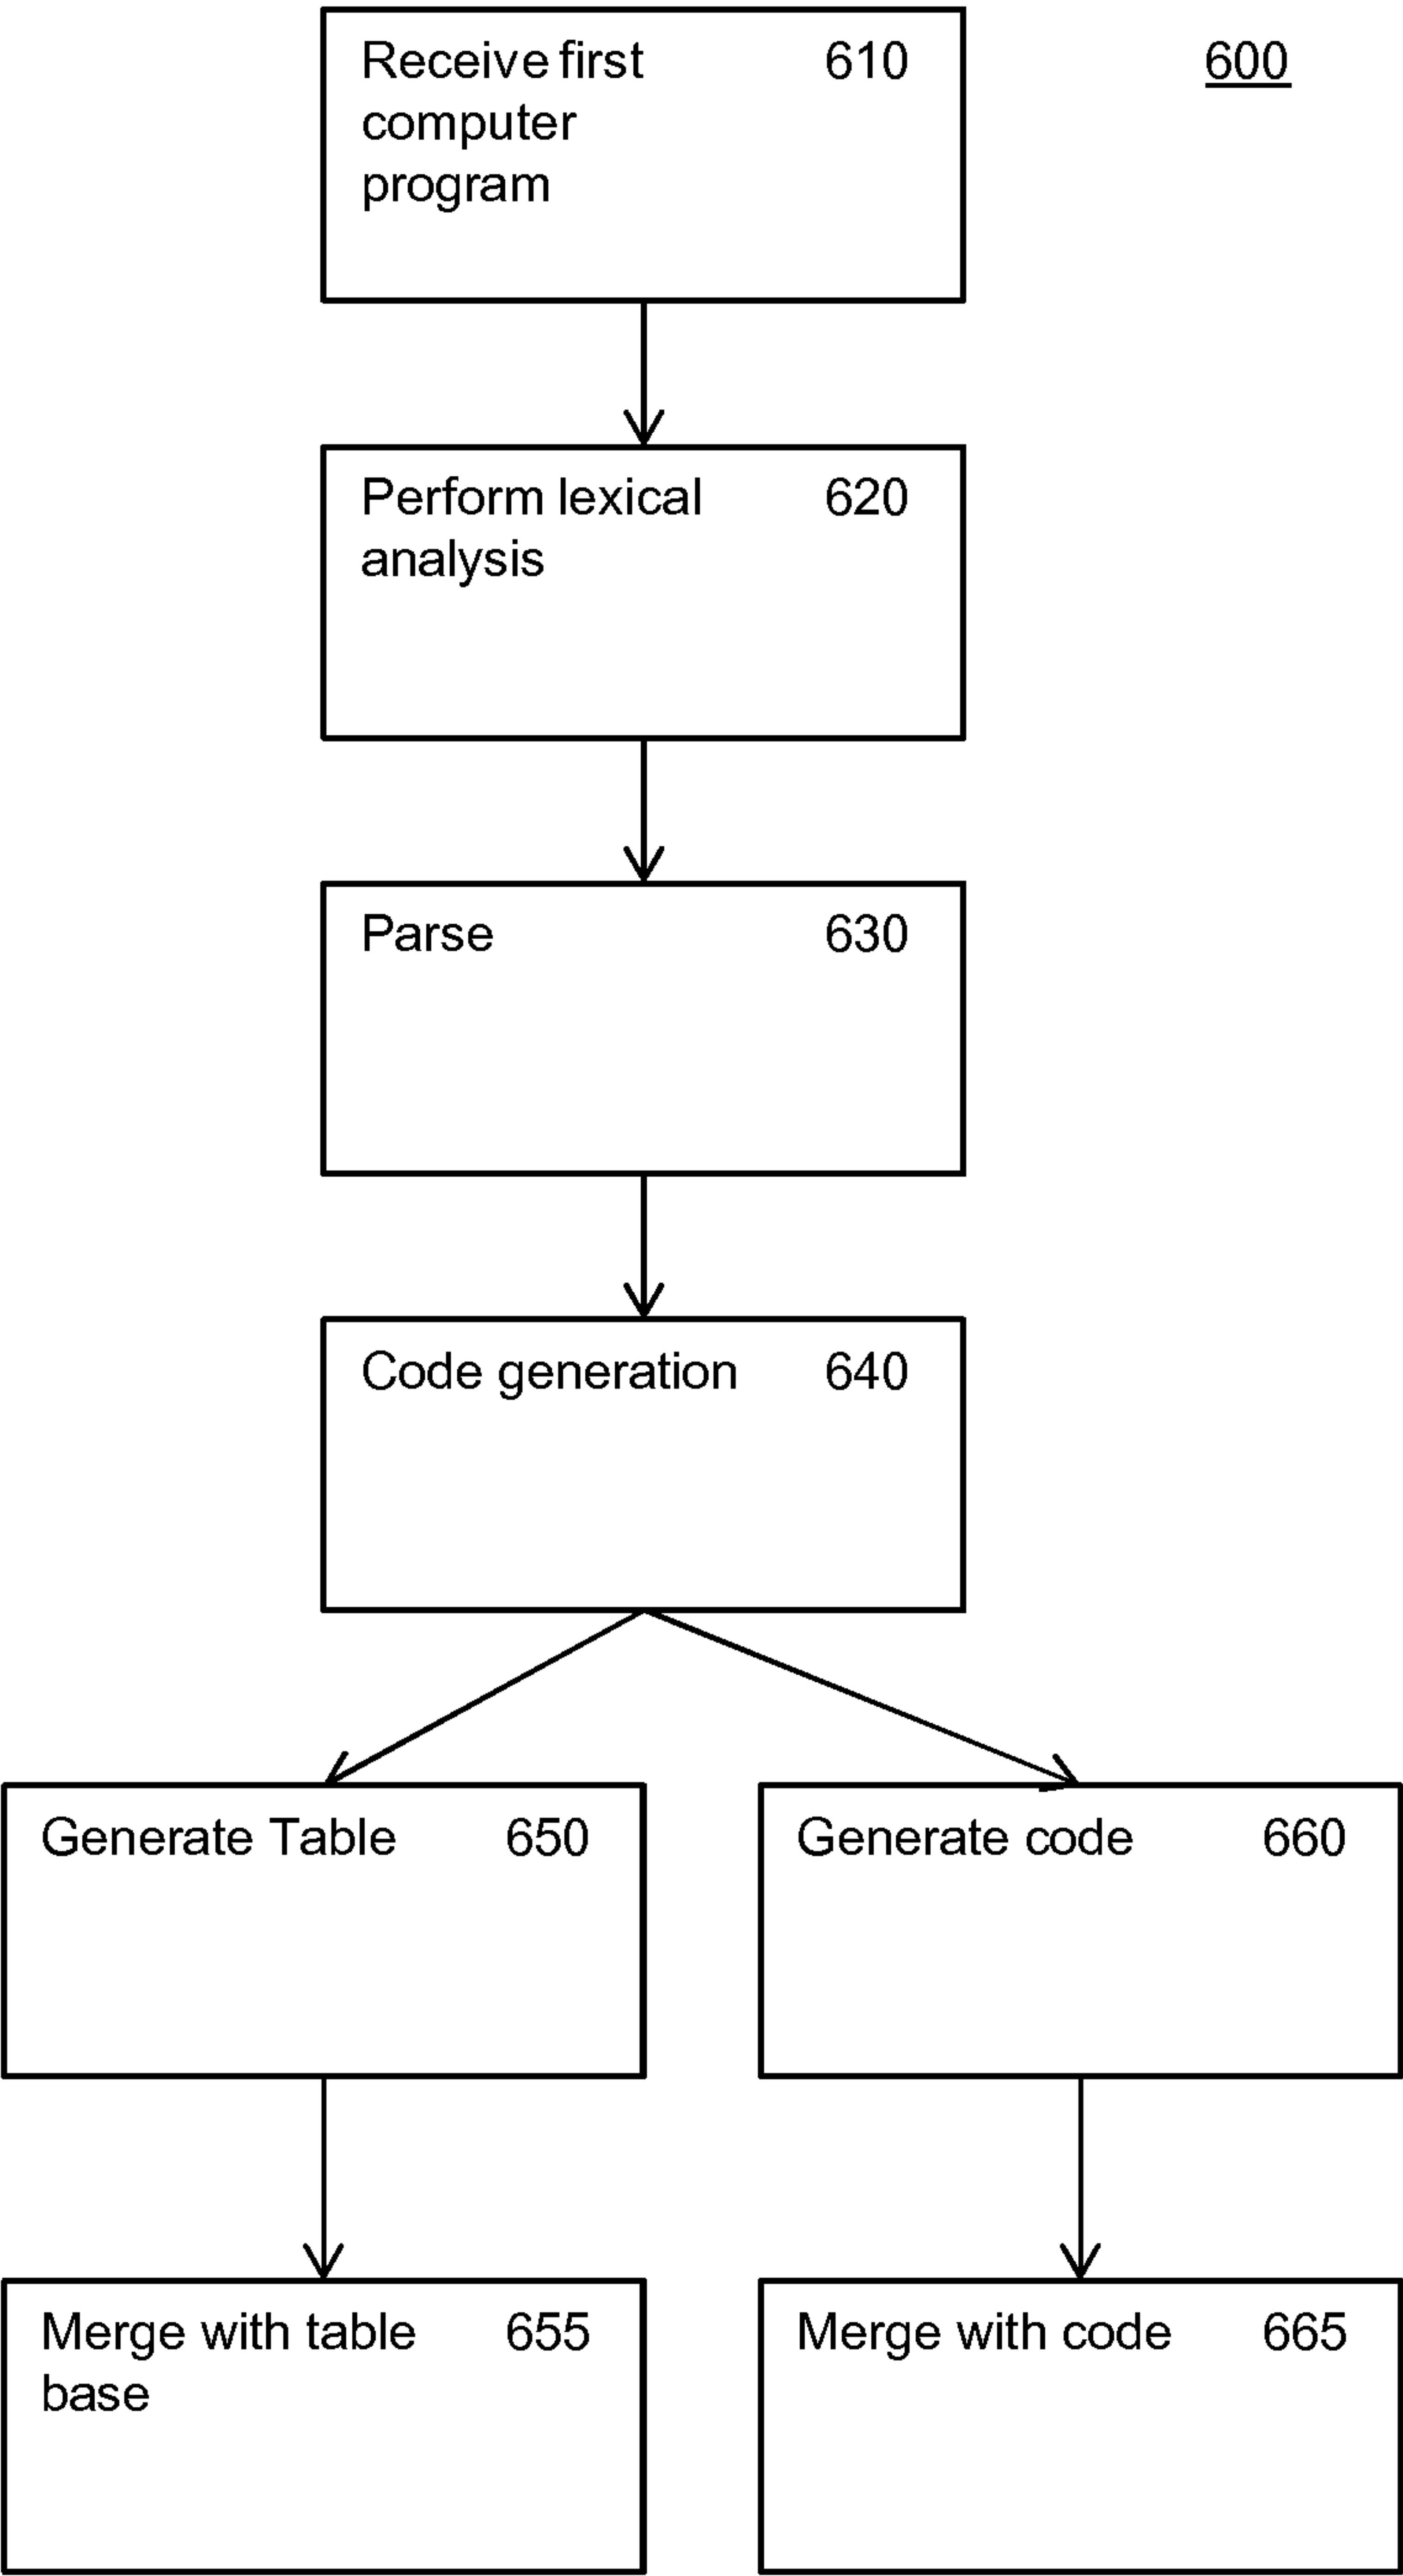 Receive first 610 600
computer
program
Perform lexical 620
analysis
Parse 630
Code generation 640
Generate Table 650
Generate code 660
Merge with table 655
base
Merge with code 665